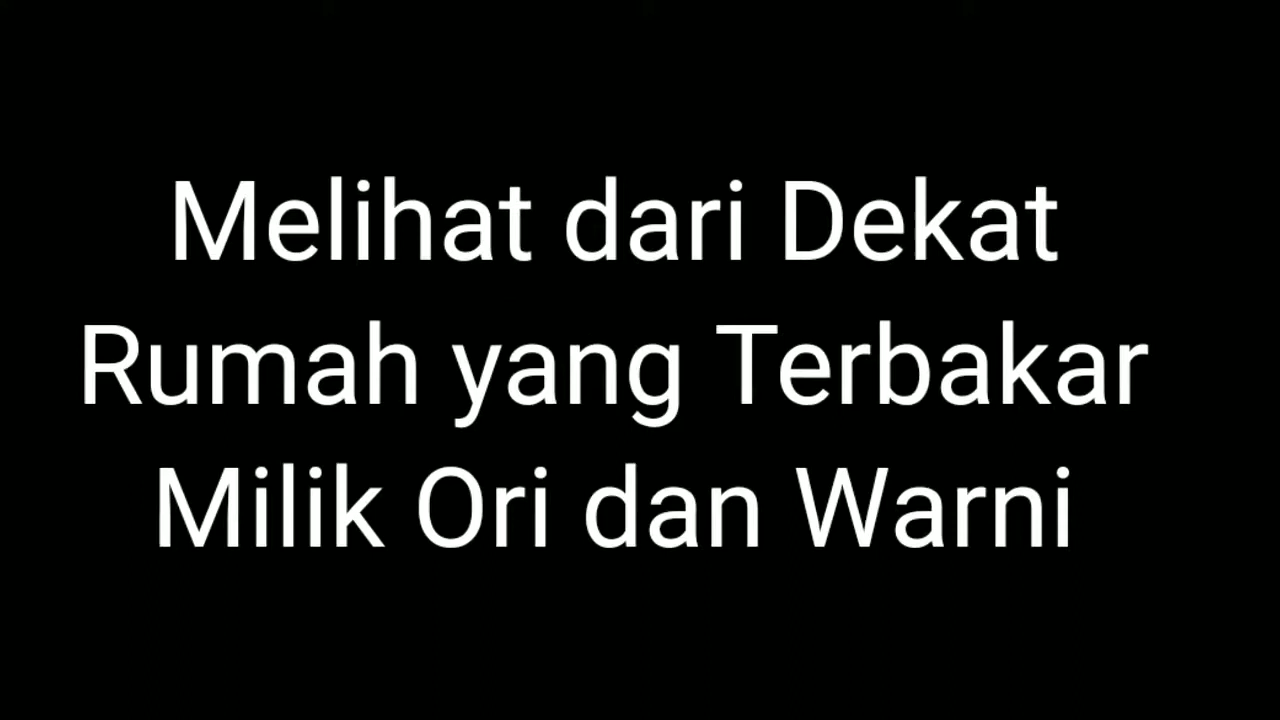 Melihat dari Dekat
Rumah yang Terbakar
Milik Ori dan Warni